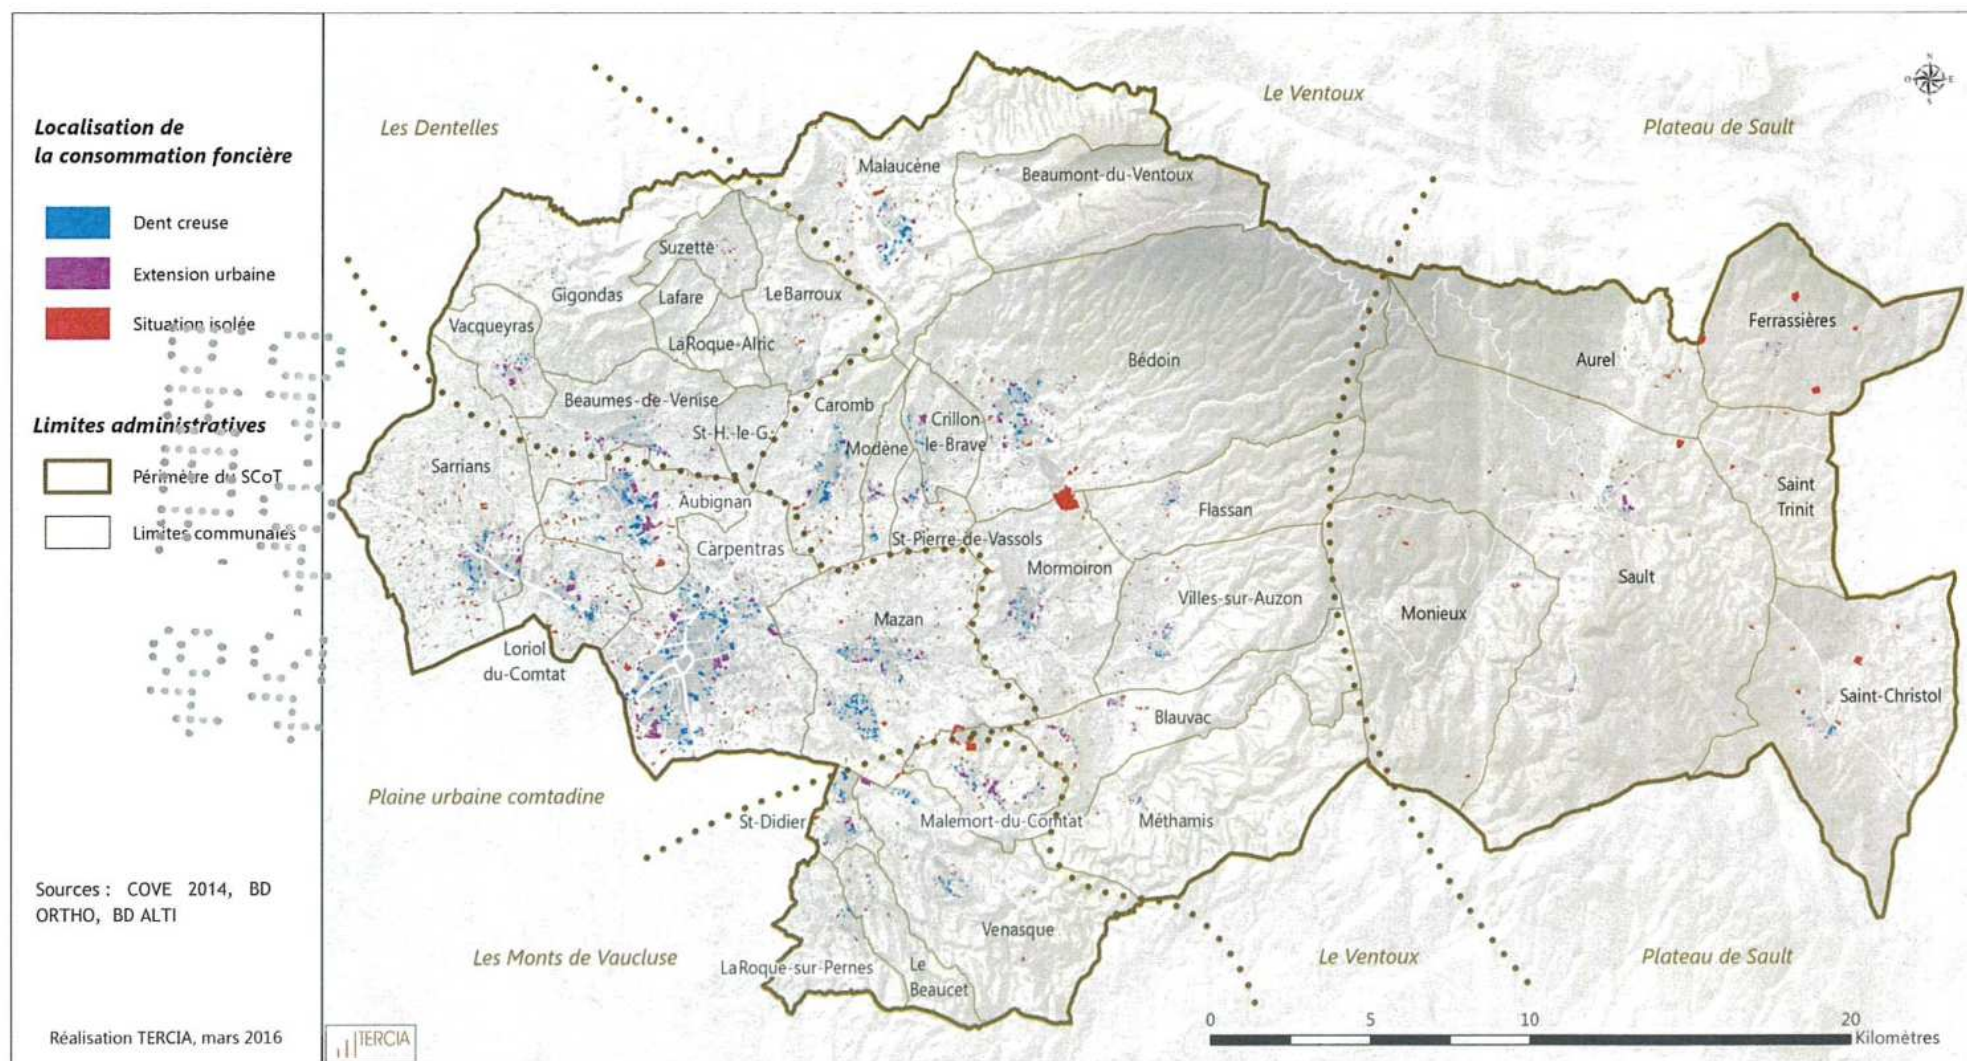 Localisation de
la consommation foncière
Dent creuse
Extension urbaine
Situation isolée
Limites administratives
Périmètre du SCoT
Limites communales
Sources : COVE 2014, BD
ORTHO, BD ALTI
Réalisation TERCIA, mars 2016
TERCIA
Les Dentelles
Le Ventoux
Plateau de Sault
N
O
E
S
Malaucène
Beaumont-du-Ventoux
Suzette
Gigondas
Lafare
Le Barroux
Vacqueyras
La Roque-Alric
Ferrassières
Aurel
Bédoin
Beaumes-de-Venise
Caromb
Crillon
le-Brave
St-H.-le-G.
Modène
Sarrians
Aubignan
Saint
Trinit
Flassan
Carpentras
St-Pierre-de-Vassols
Mormoiron
Sault
Villes-sur-Auzon
Monieux
Mazan
Loriol
du-Comtat
Saint-Christol
Blauvac
Plaine urbaine comtadine
St-Didier
Malemort-du-Comtat
Méthamis
Venasque
Les Monts de Vaucluse
La Roque-sur-Pernes
Le
Beaucet
Le Ventoux
Plateau de Sault
0
5
10
20
Kilomètres